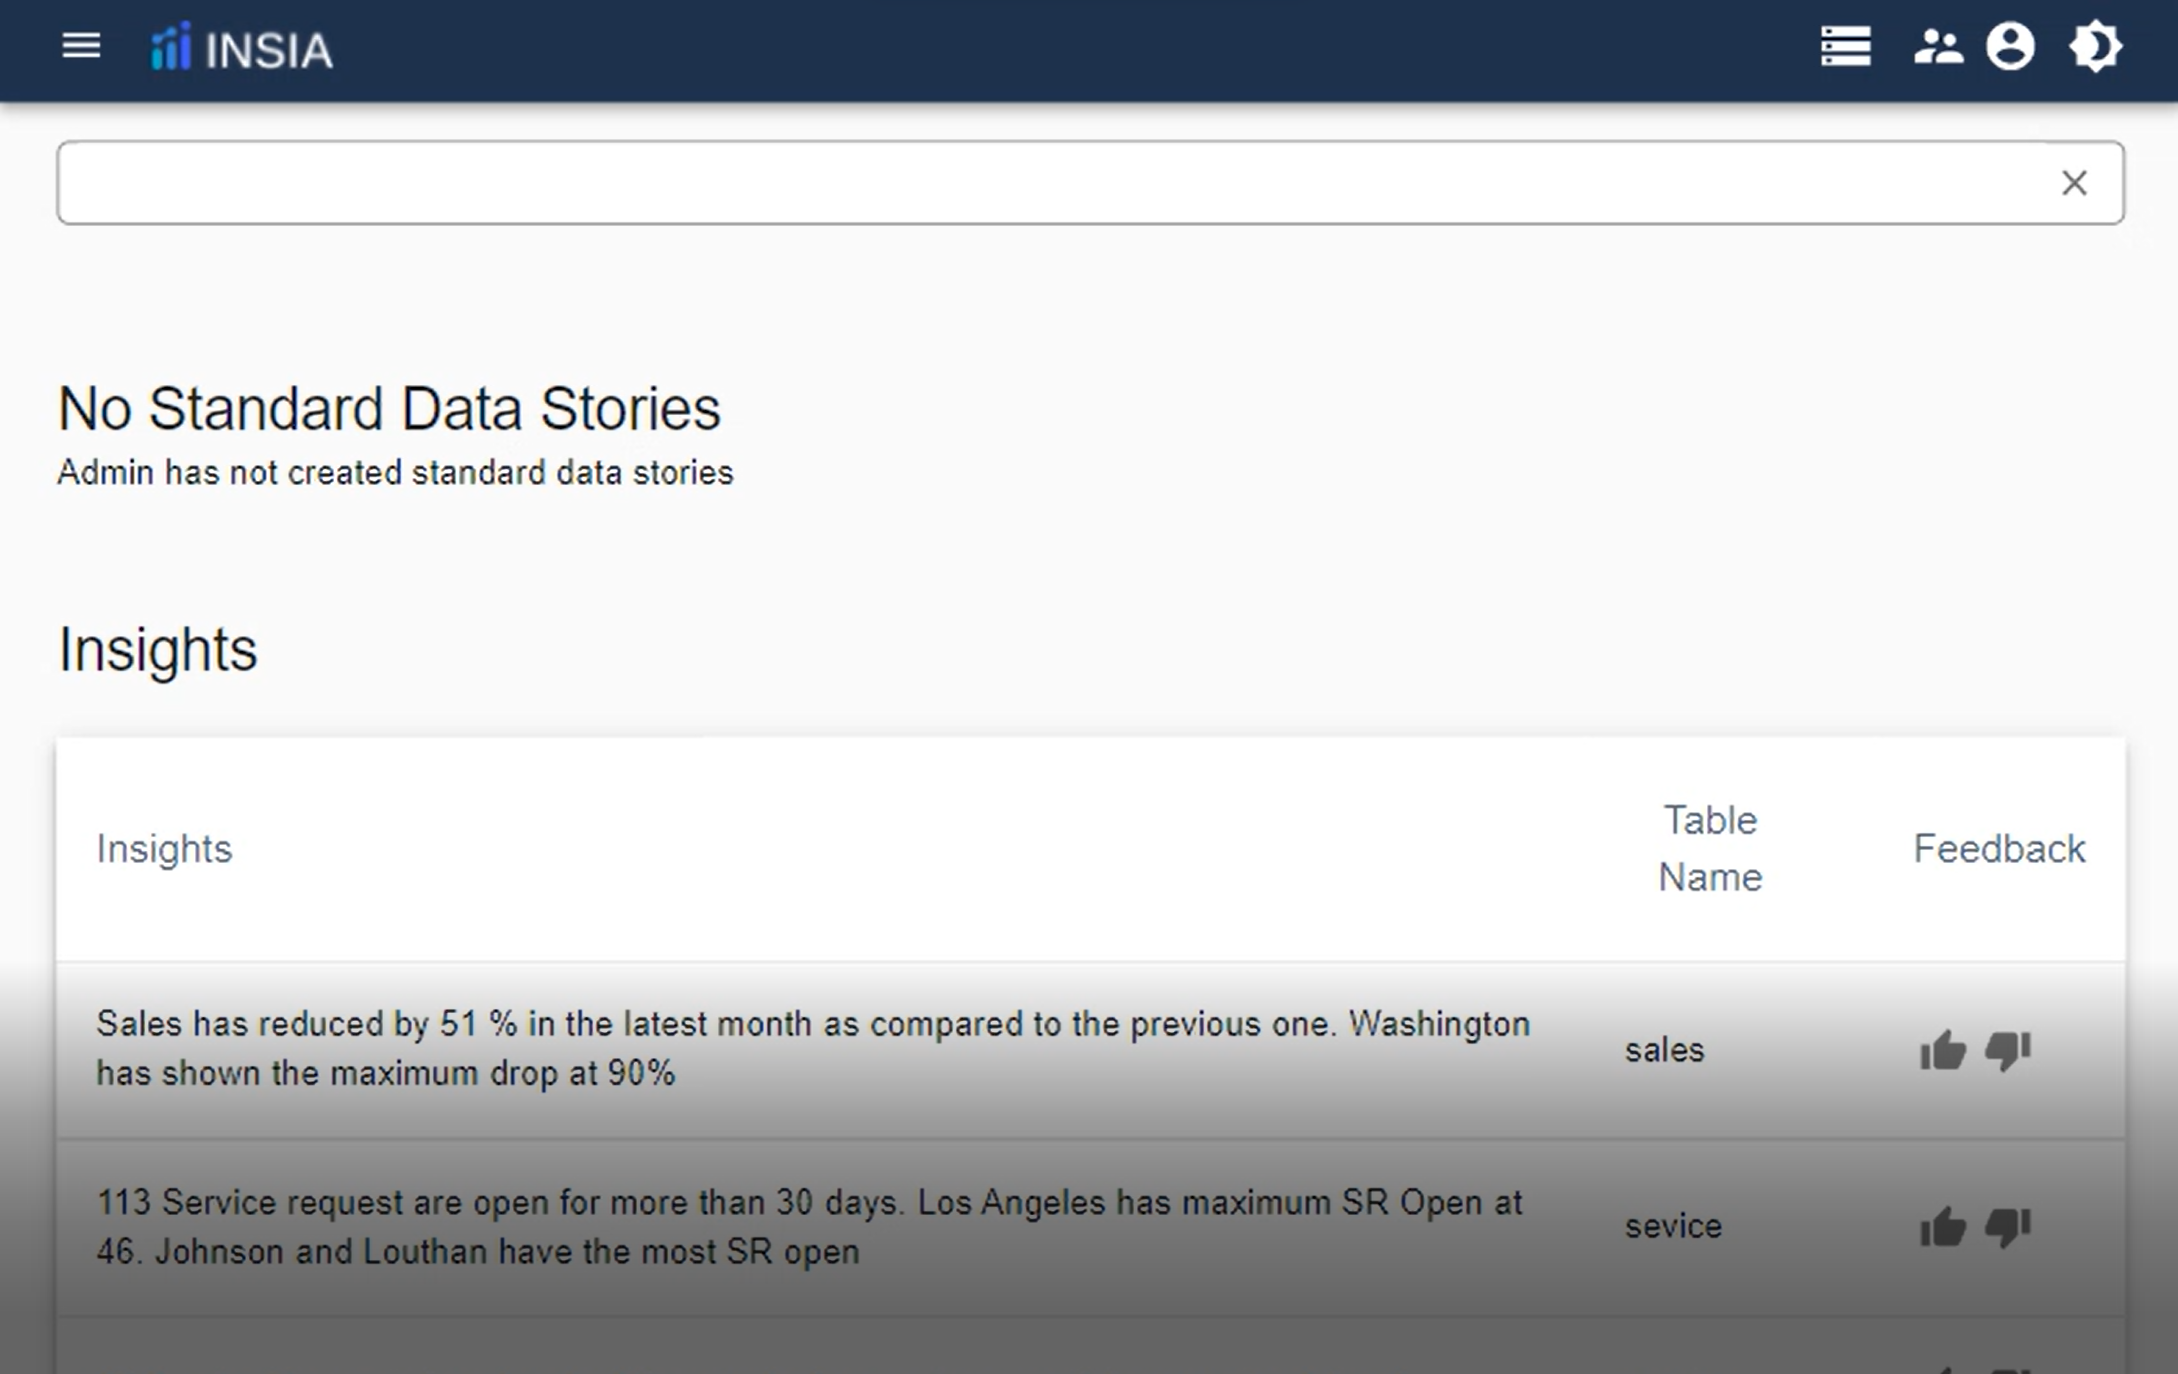 INSIA
No Standard Data Stories
Admin has not created standard data stories
Insights
Insights
Table
Name
Feedback
Sales has reduced by 51 % in the latest month as compared to the previous one. Washington
has shown the maximum drop at 90%
sales
113 Service request are open for more than 30 days. Los Angeles has maximum SR Open at
46. Johnson and Louthan have the most SR open
sevice